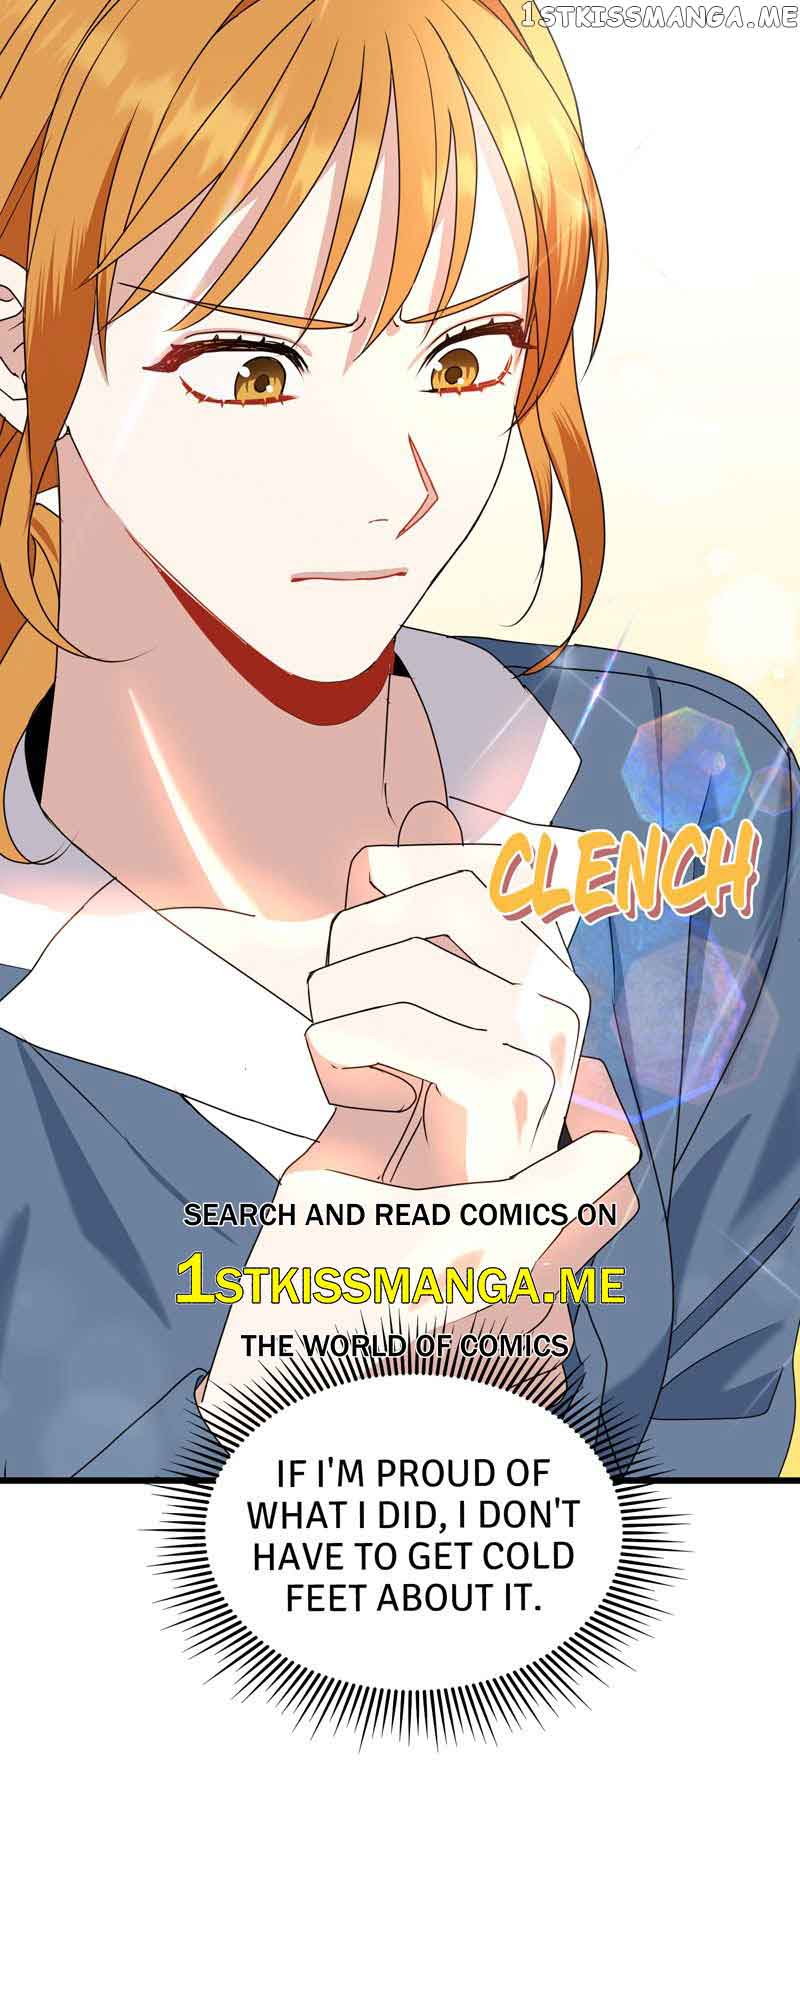 1STKISSMANGA.ME
CLENCH
SEARCH AND READ COMICS ON
1STKISSMANGA.ME
THE WORLD OF COMICS
IF I'M PROUD OF
WHAT I DID, I DON'T
HAVE TO GET COLD
FEET ABOUT IT.